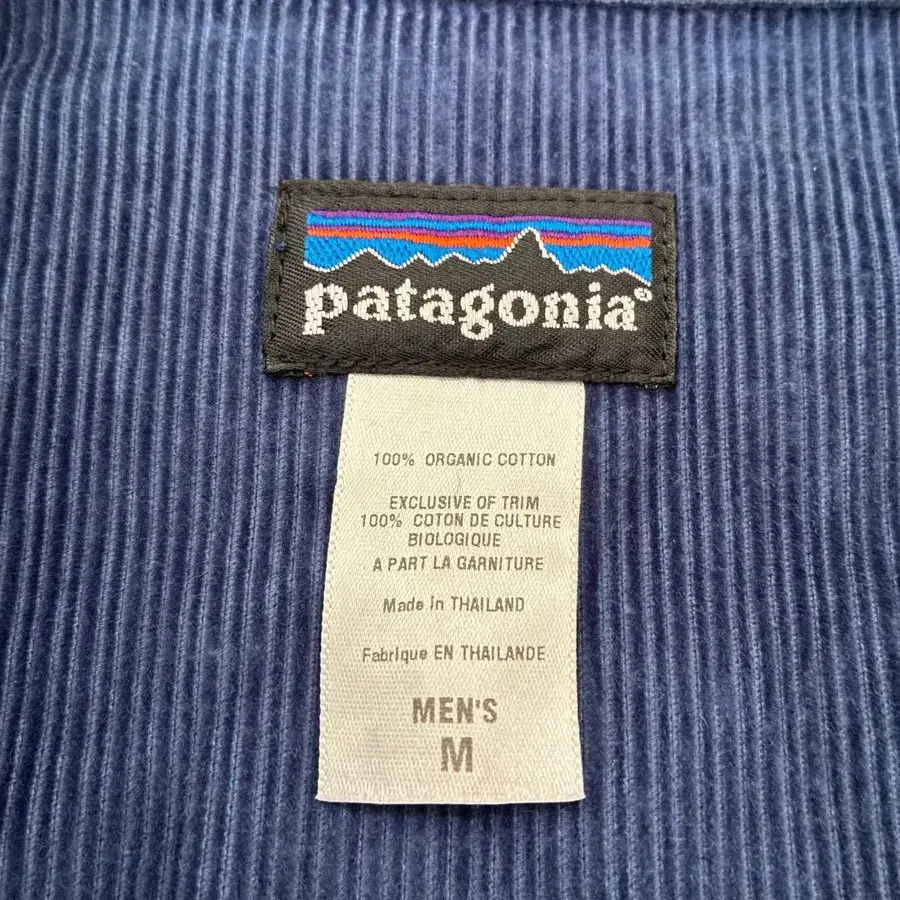 patagonia®
100% ORGANIC COTTON
EXCLUSIVE OF TRIM
100% COTON DE CULTURE
BIOLOGIQUE
A PART LA GARNITURE
Made in THAILAND
Fabrique EN THAILANDE
MEN'S
M